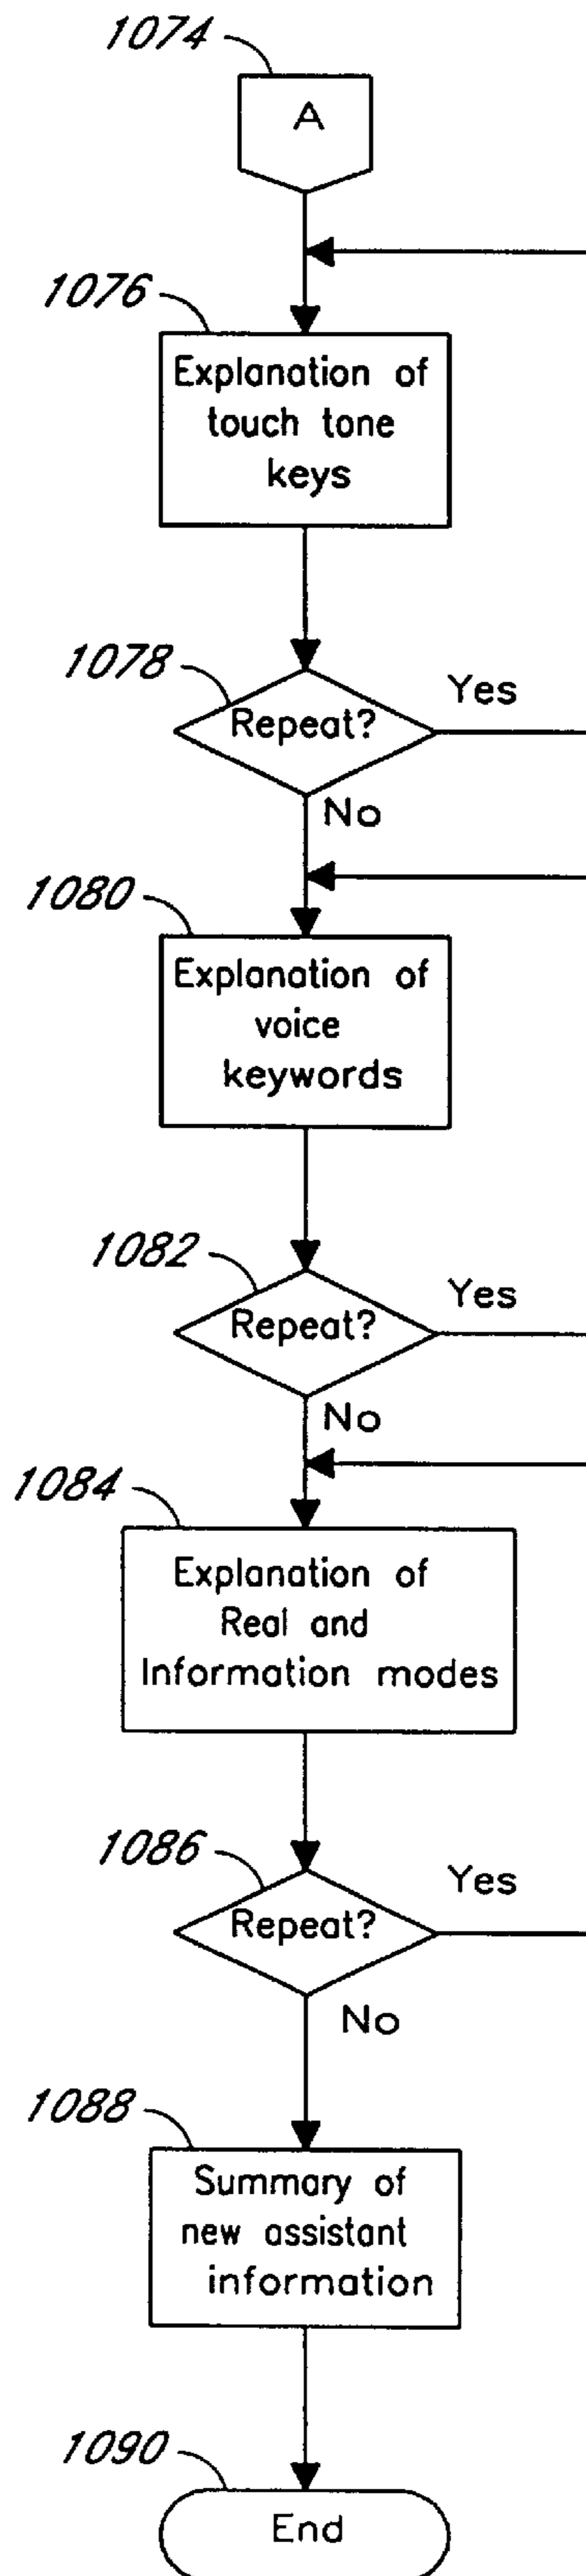 1074
A
1076
Explanation of
touch tone
keys
1078
Repeat?
Yes
No
1080
Explanation of
voice
keywords
1082
Repeat?
Yes
No
1084
Explanation of
Real and
Information modes
1086
Repeat?
Yes
No
1088
Summary of
new assistant
information
1090
End